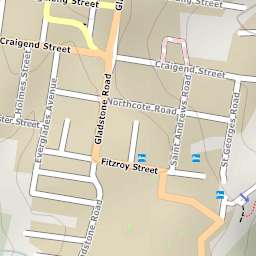 Craigend Street
Craigend Street
Holmes Street
Everglades Avenue
Gladstone Road
Northcote Road
Saint Andrews Road
St Georges Road
Street
Fitzroy Street
Road